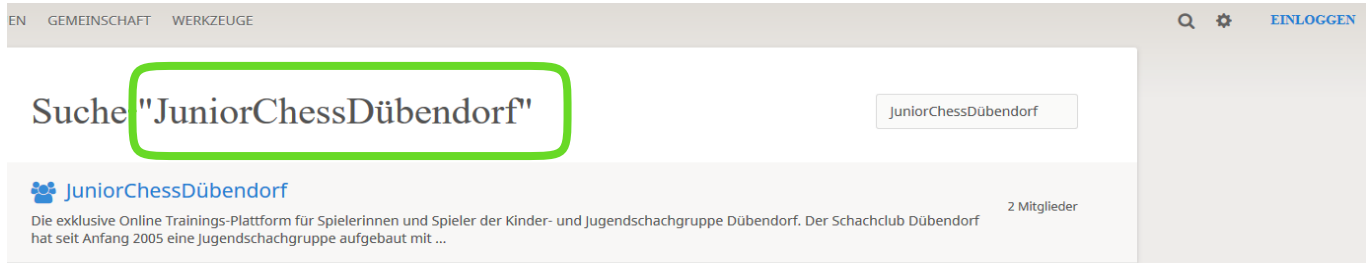 EN GEMEINSCHAFT WERKZEUGE EINLOGGEN
Suche "JuniorChessDübendorf"
JuniorChessDübendorf
JuniorChessDübendorf
2 Mitglieder
Die exklusive Online Trainings-Plattform für Spielerinnen und Spieler der Kinder- und Jugendschachgruppe Dübendorf. Der Schachclub Dübendorf
hat seit Anfang 2005 eine Jugendschachgruppe aufgebaut mit ...